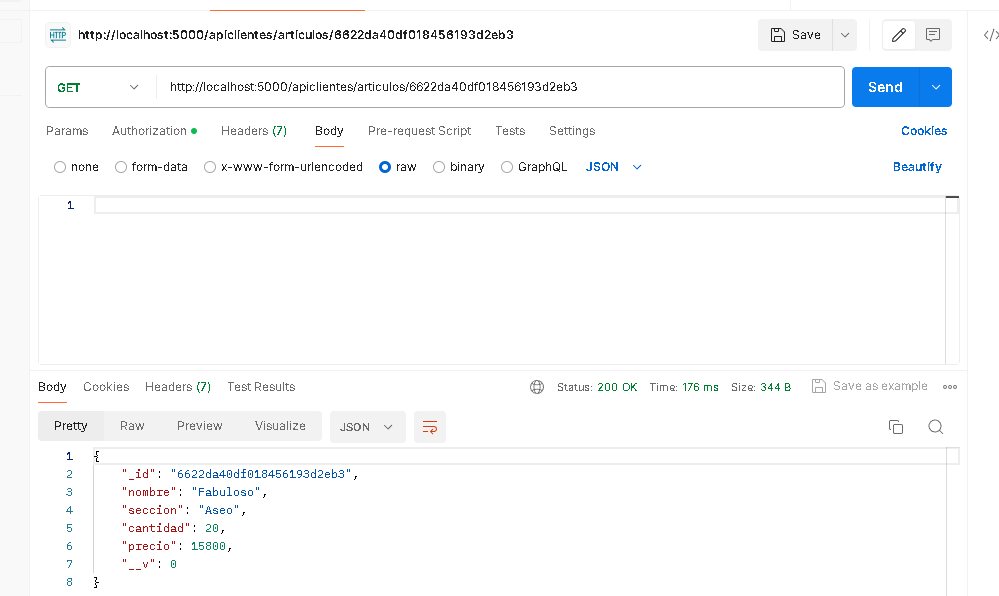 HTTP http://localhost:5000/apiclientes/articulos/6622da40df018456193d2eb3 Save
GET http://localhost:5000/apiclientes/articulos/6622da40df018456193d2eb3 Send
Params Authorization Headers (7) Body Pre-request Script Tests Settings Cookies
none form-data x-www-form-urlencoded raw binary GraphQL JSON Beautify
1
Body Cookies Headers (7) Test Results Status: 200 OK Time: 176 ms Size: 344 B Save as example
Pretty Raw Preview Visualize JSON
1 {
2 "_id": "6622da40df018456193d2eb3",
3 "nombre": "Fabuloso",
4 "seccion": "Aseo",
5 "cantidad": 20,
6 "precio": 15800,
7 "__v": 0
8 }